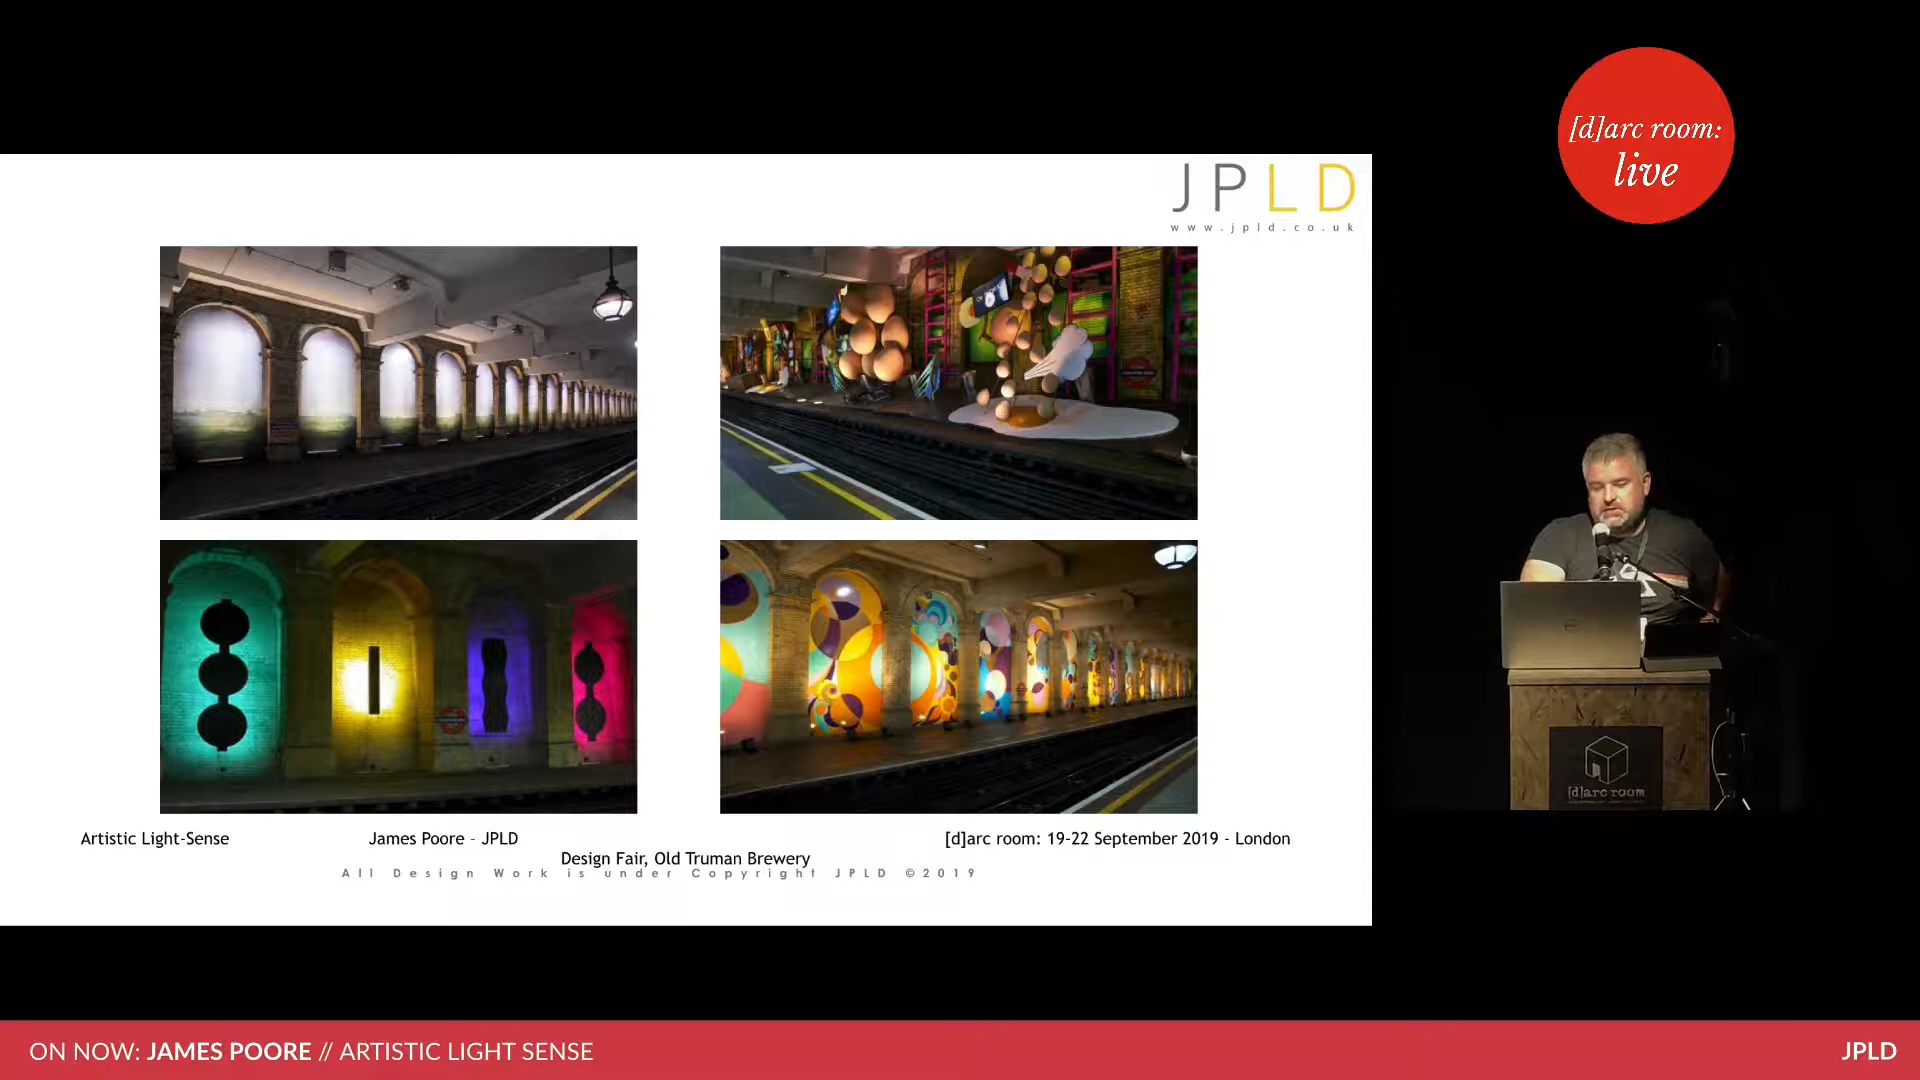 [d]arc room:
live
JPLD
www.jpld.co.uk
Artistic Light-Sense
James Poore - JPLD
[d]arc room: 19-22 September 2019 - London
Design Fair, Old Truman Brewery
All Design Work is under Copyright JPLD ©2019
[d]arc room
ON NOW: JAMES POORE // ARTISTIC LIGHT SENSE
JPLD